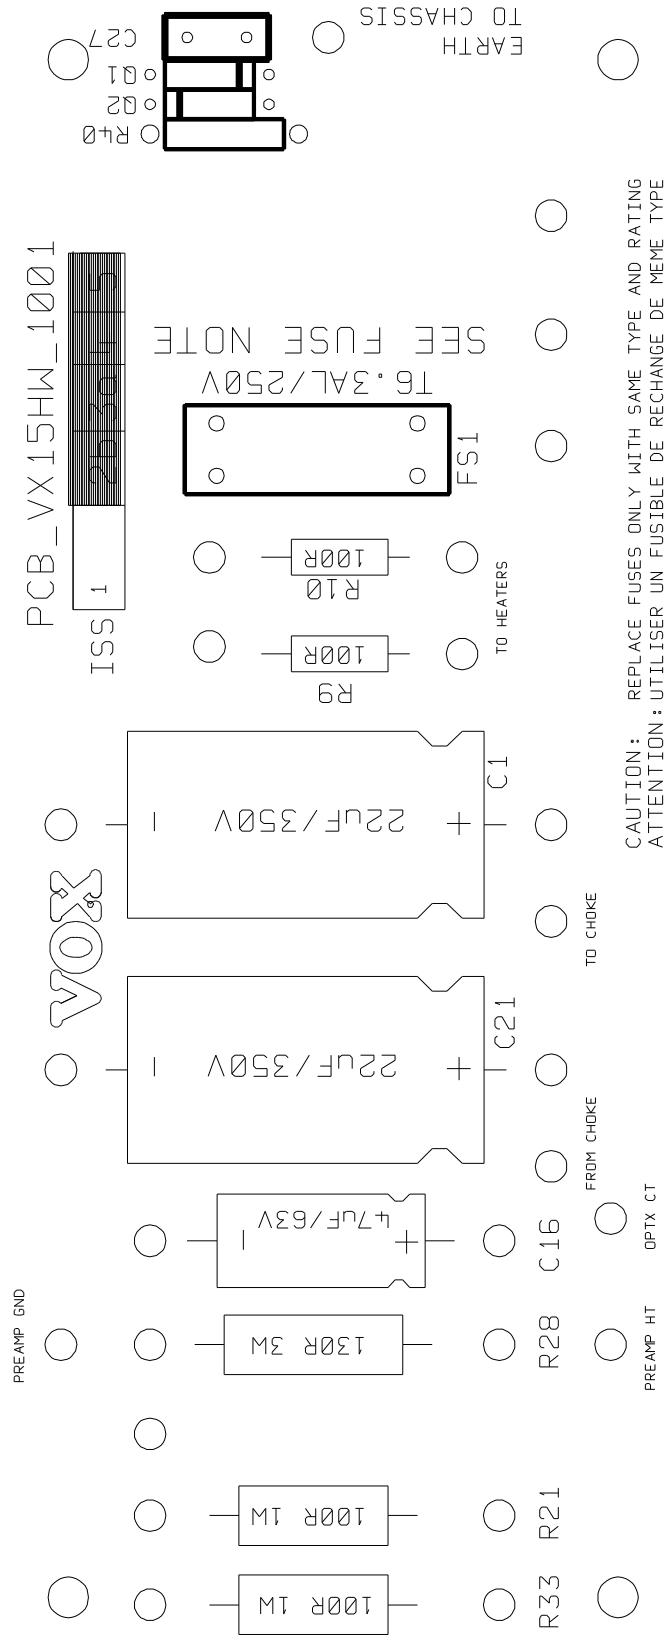 C27
EARTH
TO CHASSIS
Q1
Q2
R40
PCB_VX15HW_1001
ISS 1
SEE FUSE NOTE
T6.3AL/250V
FS1
100R
R10
100R
R9
TO HEATERS
CAUTION: REPLACE FUSES ONLY WITH SAME TYPE AND RATING
ATTENTION: UTILISER UN FUSIBLE DE RECHANGE DE MEME TYPE
22uF/350V
C1
VOX
TO CHOKE
22uF/350V
C21
FROM CHOKE
47uF/63V
C16
OPTX CT
PREAMP GND
130R 3W
R28
PREAMP HT
100R 1W
R21
100R 1W
R33